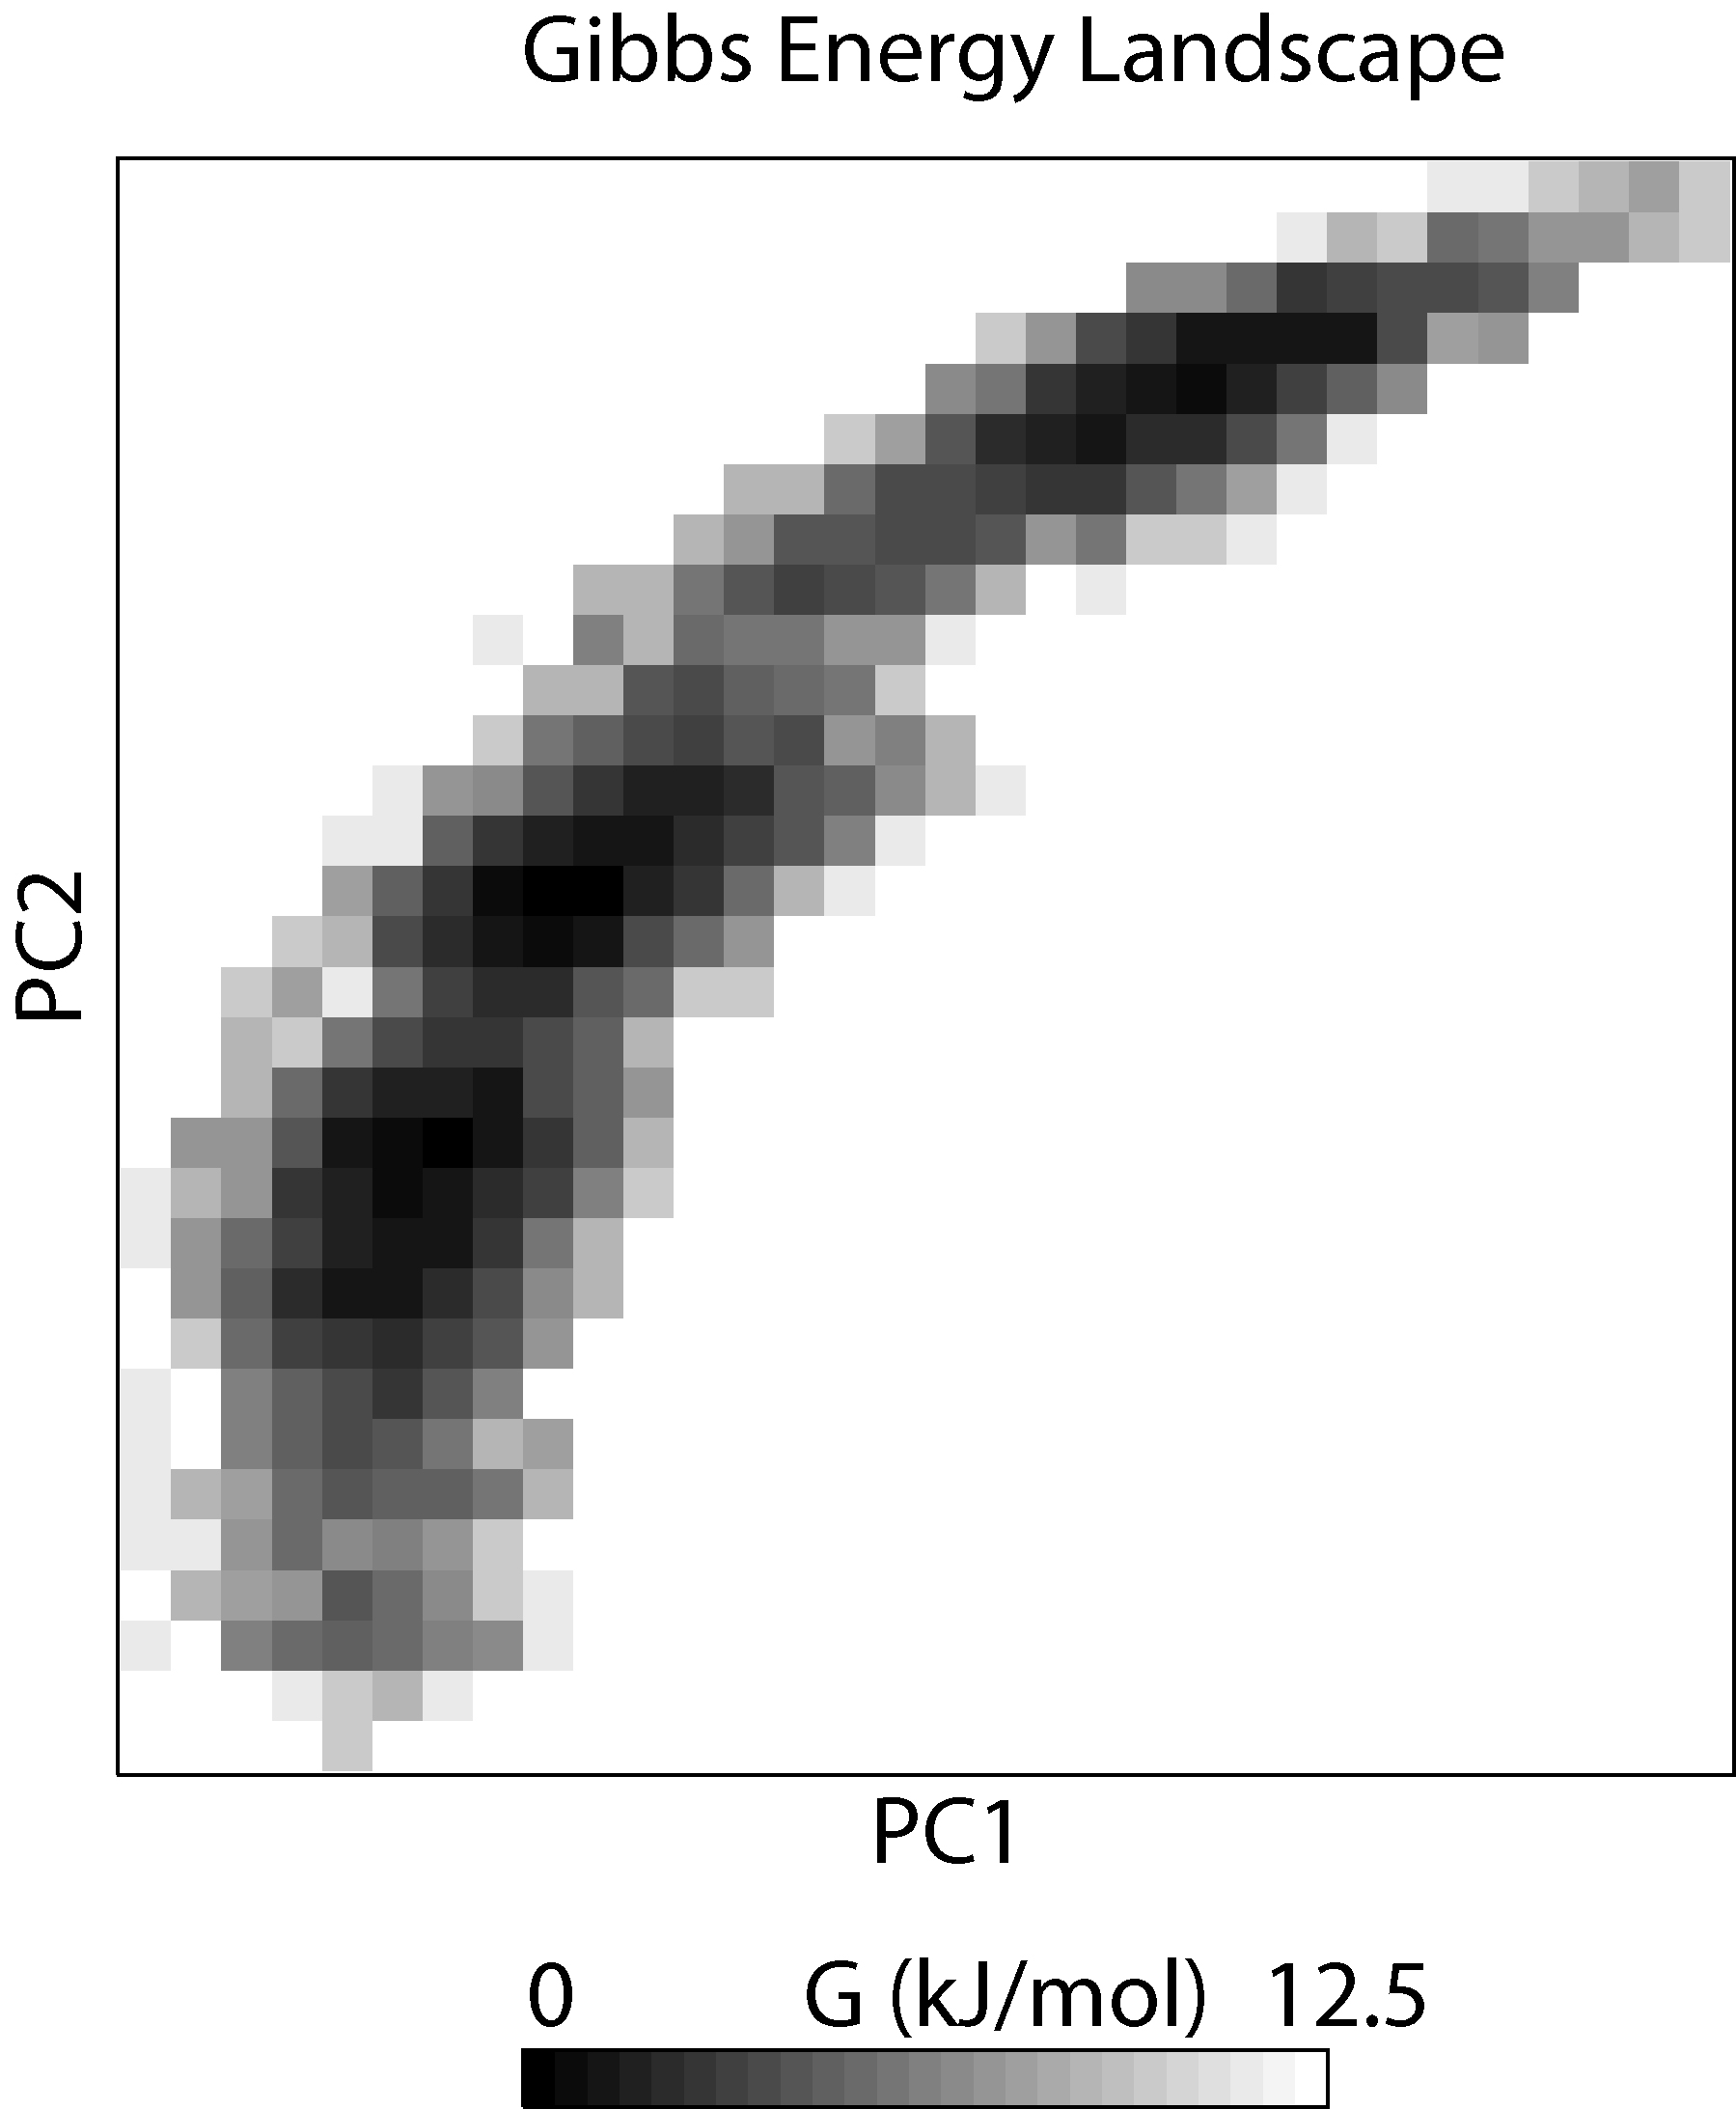 Gibbs Energy Landscape
PC2
PC1
0 G (kJ/mol) 12.5